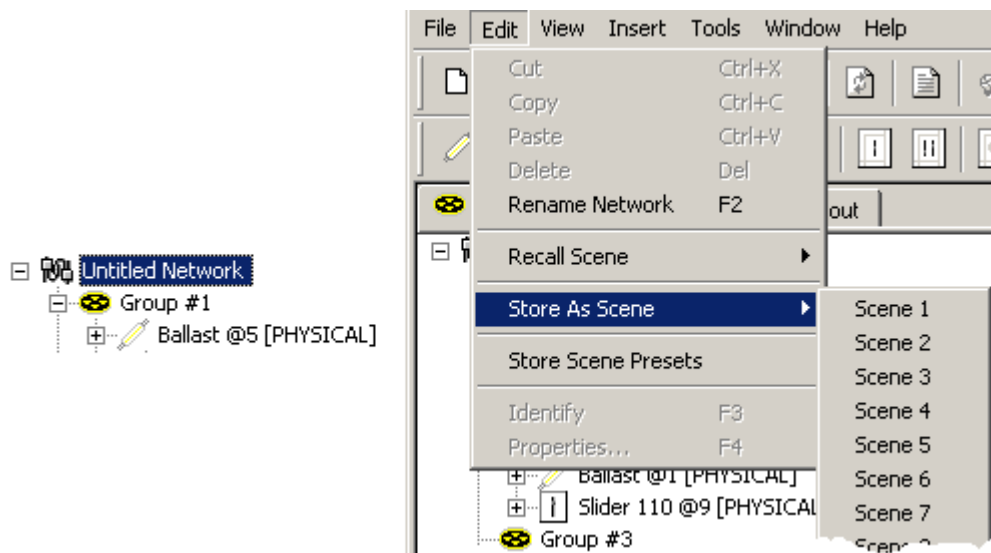 Untitled Network
Group #1
Ballast @5 [PHYSICAL]
File Edit View Insert Tools Window Help
Cut Ctrl+X
Copy Ctrl+C
Paste Ctrl+V
Delete Del
Rename Network F2
out
Recall Scene
Store As Scene
Store Scene Presets
Identify F3
Properties... F4
Scene 1
Scene 2
Scene 3
Scene 4
Scene 5
Scene 6
Scene 7
Ballast @1 [PHYSICAL]
Slider 110 @9 [PHYSICAL
Group #3